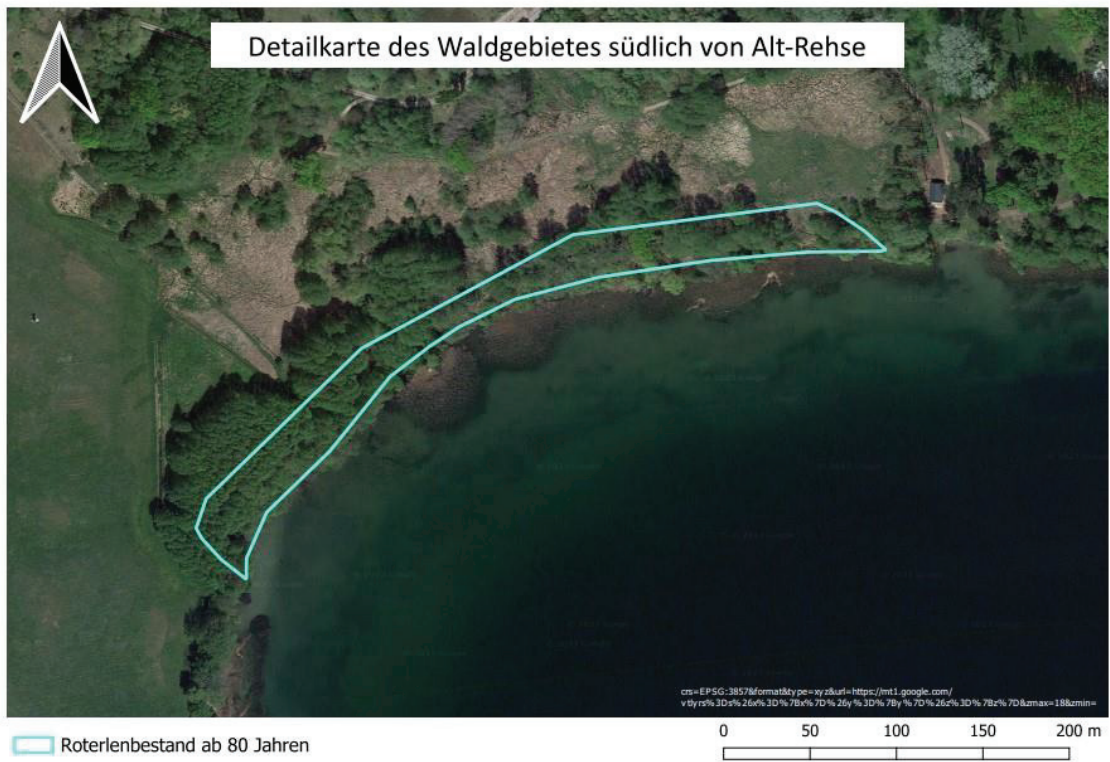 Detailkarte des Waldgebietes südlich von Alt-Rehse
crs=EPSG:3857&format&type=xyz&url=https://mt1.google.com/
vt/lyrs%3Ds%26x%3D%7Bx%7D%26y%3D%7By%7D%26z%3D%7Bz%7D&zmax=18&zmin=
Roterlenbestand ab 80 Jahren
0 50 100 150 200 m